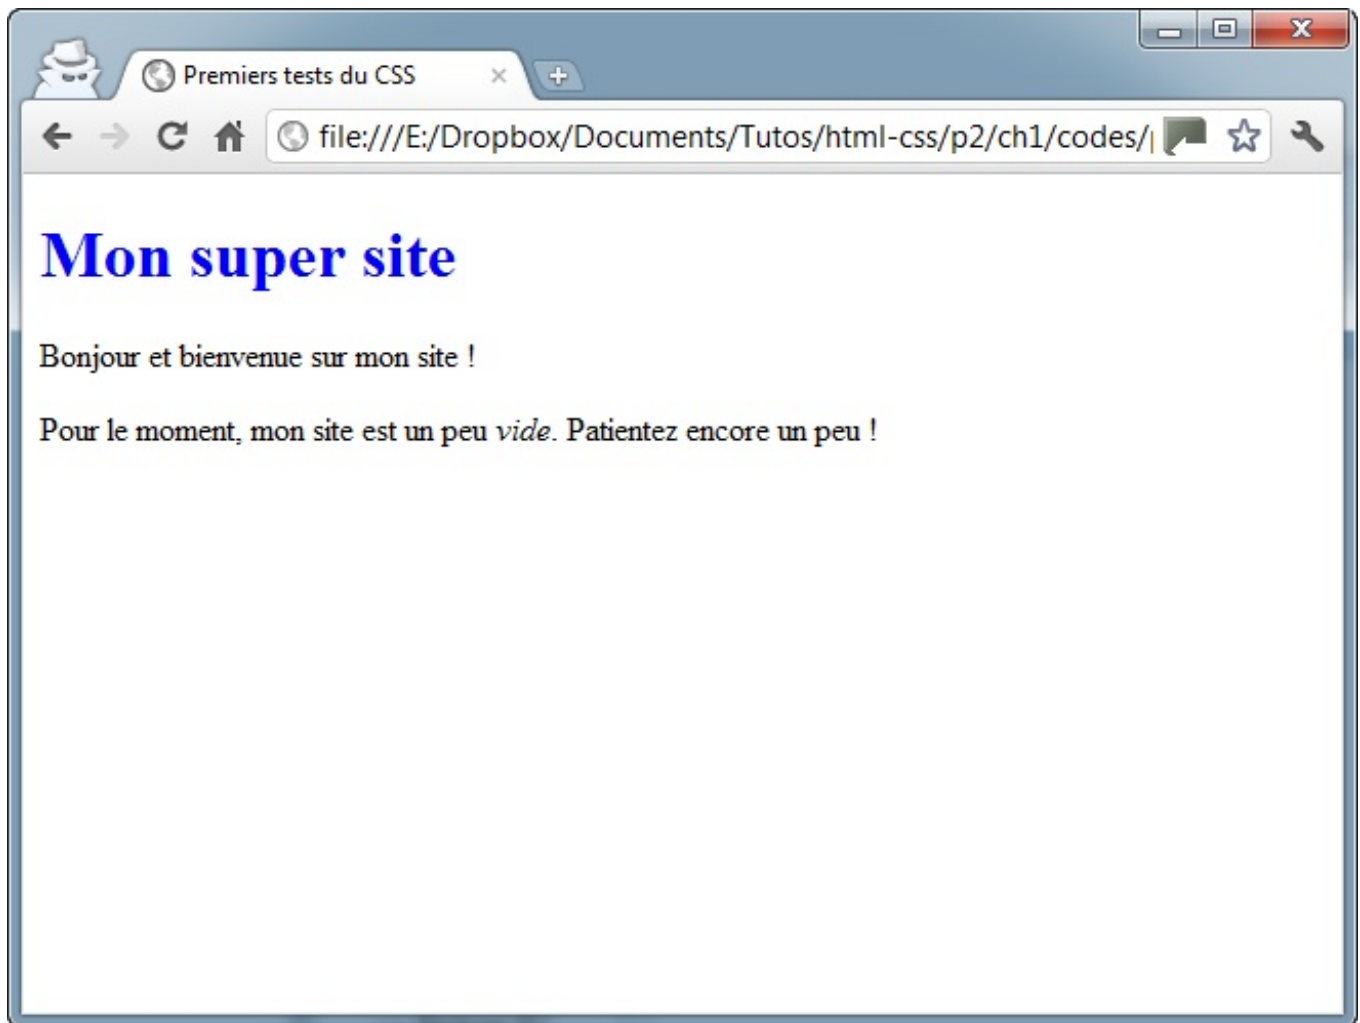 Premiers tests du CSS
file:///E:/Dropbox/Documents/Tutos/html-css/p2/ch1/codes/
Mon super site
Bonjour et bienvenue sur mon site !
Pour le moment, mon site est un peu vide. Patientez encore un peu !